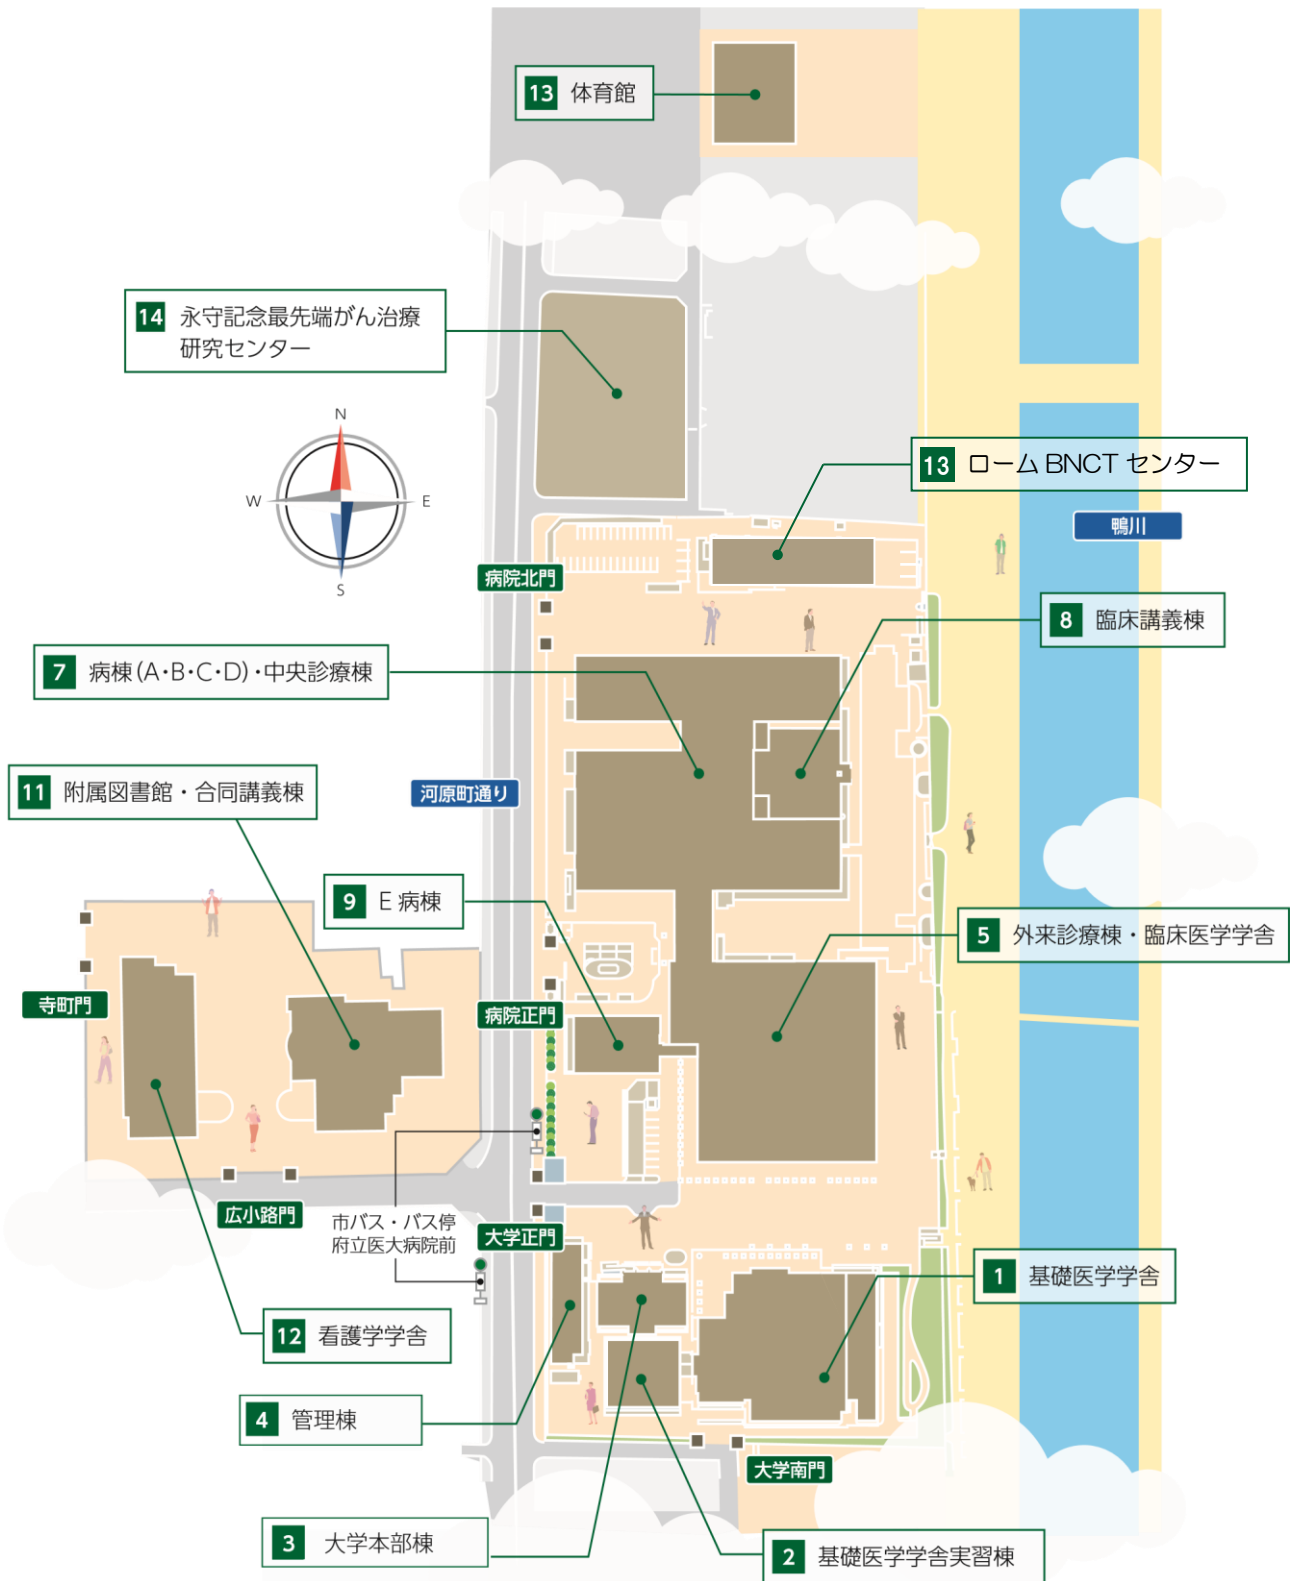 13 体育館
14 永守記念最先端がん治療
研究センター
N
W
E
S
13 ロームBNCT センター
鴨川
病院北門
8 臨床講義棟
7 病棟(A・B・C・D)・中央診療棟
11 附属図書館・合同講義棟
河原町通り
9 E 病棟
5 外来診療棟・臨床医学学舎
寺町門
病院正門
広小路門
市バス・バス停
府立医大病院前
大学正門
1 基礎医学学舎
12 看護学学舎
4 管理棟
大学南門
3 大学本部棟
2 基礎医学学舎実習棟